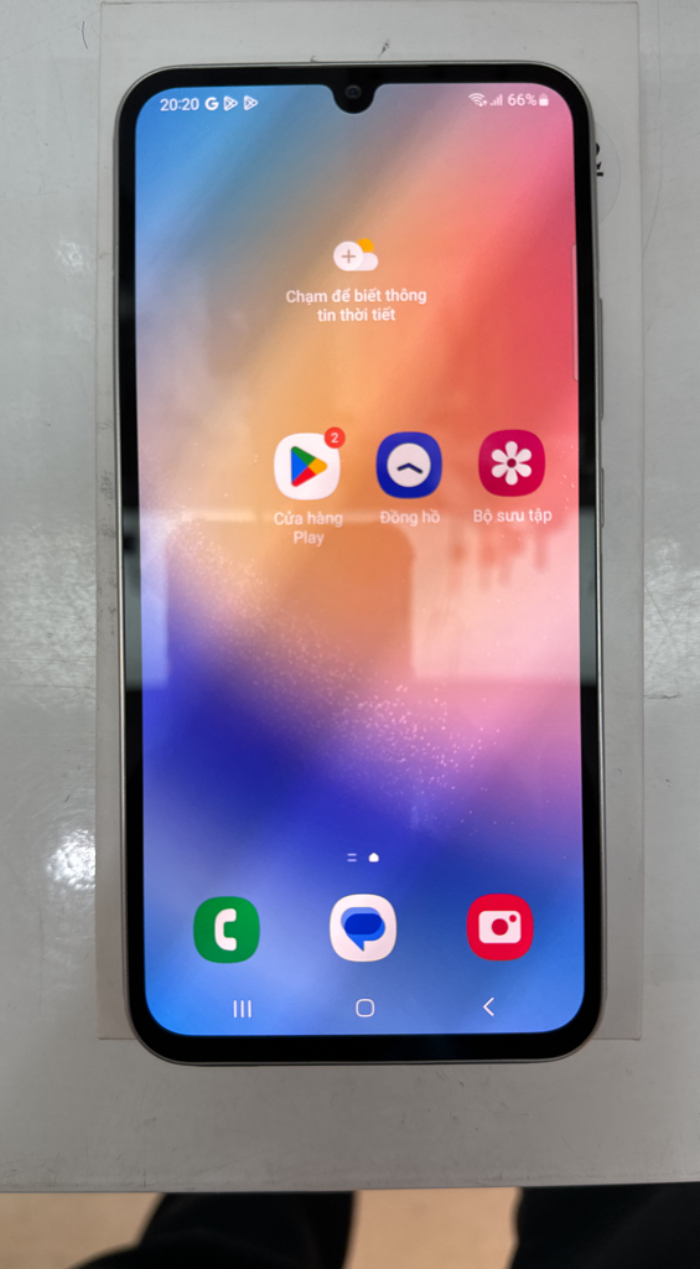 20:20
66%
Chạm để biết thông
tin thời tiết
2
Cửa hàng
Play
Đồng hồ
Bộ sưu tập